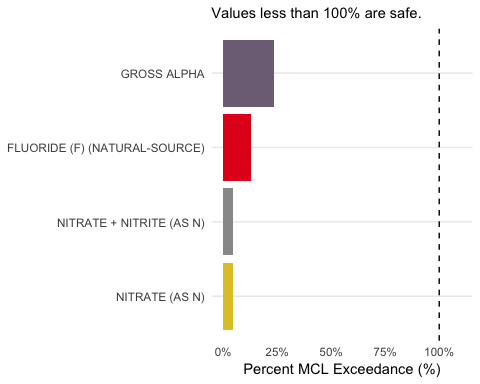 Values less than 100% are safe.
GROSS ALPHA
FLUORIDE (F) (NATURAL-SOURCE)
NITRATE + NITRITE (AS N)
NITRATE (AS N)
0% 25% 50% 75% 100%
Percent MCL Exceedance (%)